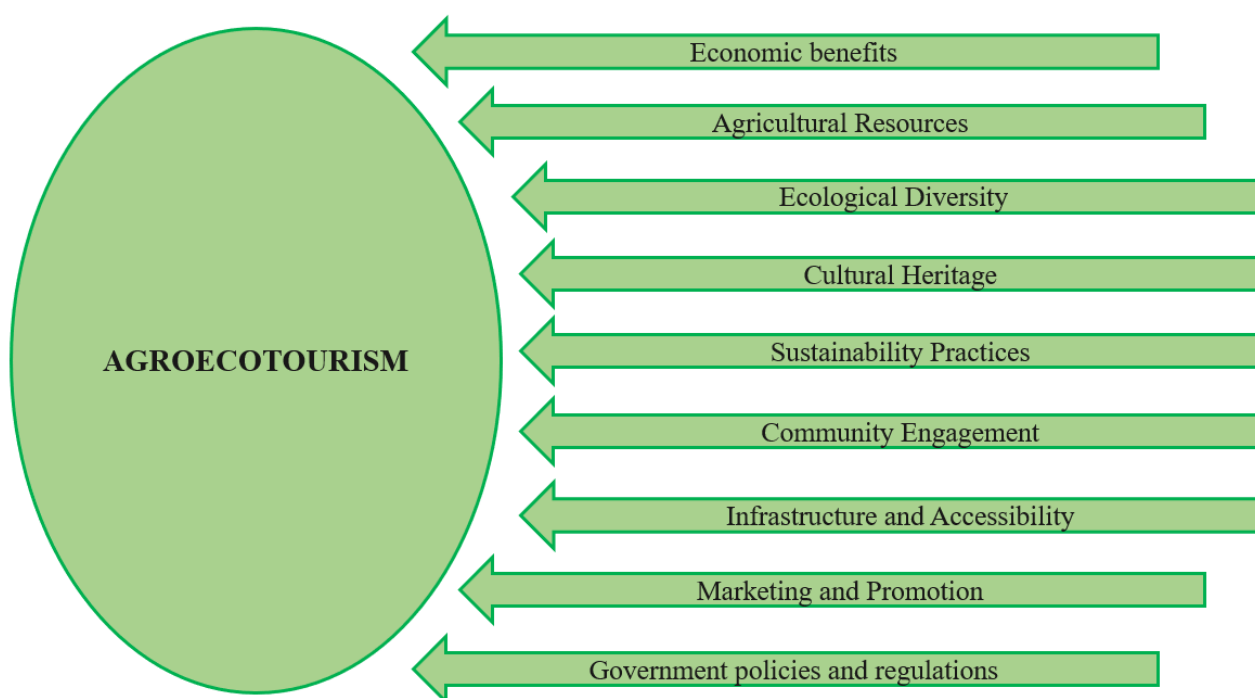 Economic benefits
Agricultural Resources
Ecological Diversity
Cultural Heritage
Sustainability Practices
AGROECOTOURISM
Community Engagement
Infrastructure and Accessibility
Marketing and Promotion
Government policies and regulations